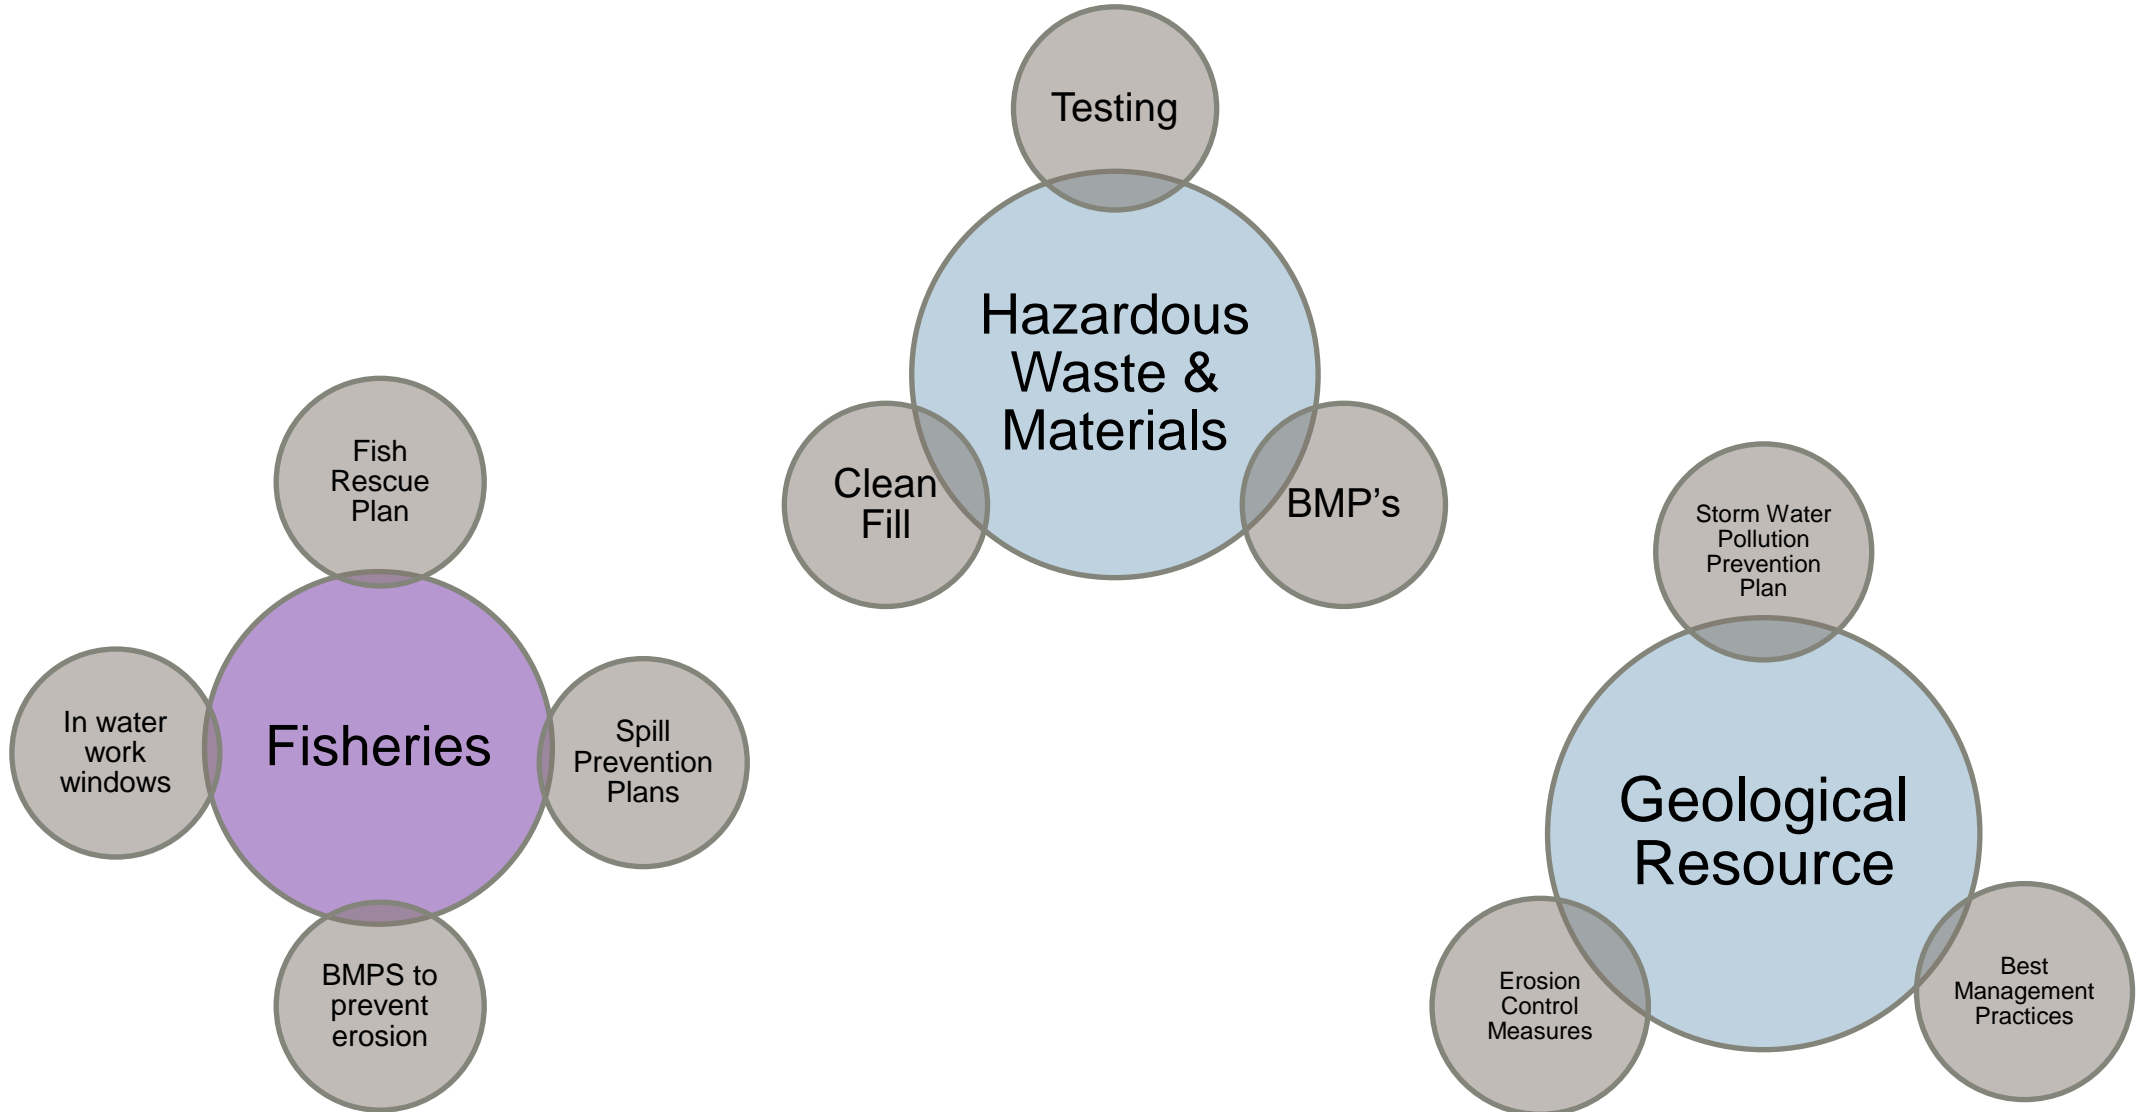 Testing
Hazardous
Waste &
Materials
Clean
Fill
BMP’s
Fish
Rescue
Plan
In water
work
windows
Fisheries
Spill
Prevention
Plans
BMPS to
prevent
erosion
Storm Water
Pollution
Prevention
Plan
Geological
Resource
Erosion
Control
Measures
Best
Management
Practices